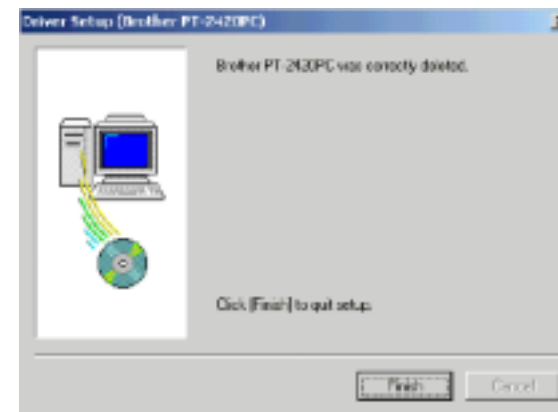 Driver Setup (Brother PT-2420PC)
Brother PT-2420PC was correctly deleted.
Click [Finish] to quit setup.
Finish
Cancel